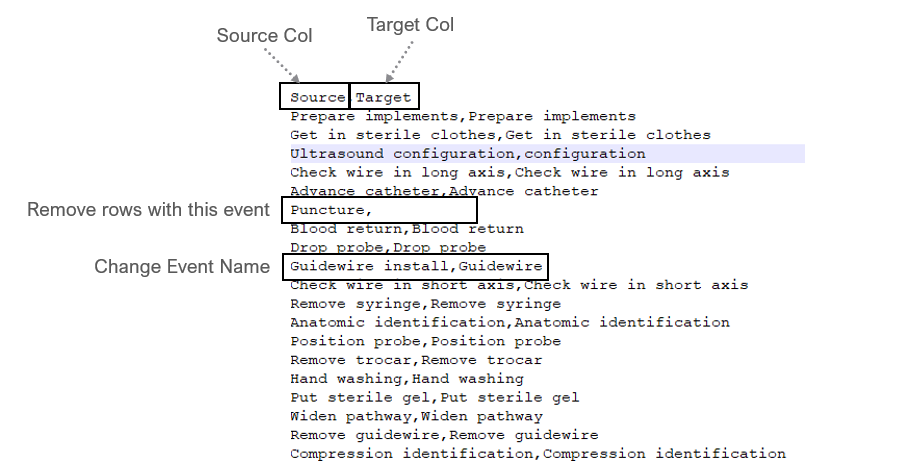 Source Col
Target Col
Source Target
Prepare implements,Prepare implements
Get in sterile clothes,Get in sterile clothes
Ultrasound configuration,configuration
Check wire in long axis,Check wire in long axis
Advance catheter,Advance catheter
Remove rows with this event
Puncture,
Blood return,Blood return
Drop probe,Drop probe
Change Event Name
Guidewire install,Guidewire
Check wire in short axis,Check wire in short axis
Remove syringe,Remove syringe
Anatomic identification,Anatomic identification
Position probe,Position probe
Remove trocar,Remove trocar
Hand washing,Hand washing
Put sterile gel,Put sterile gel
Widen pathway,Widen pathway
Remove guidewire,Remove guidewire
Compression identification,Compression identification